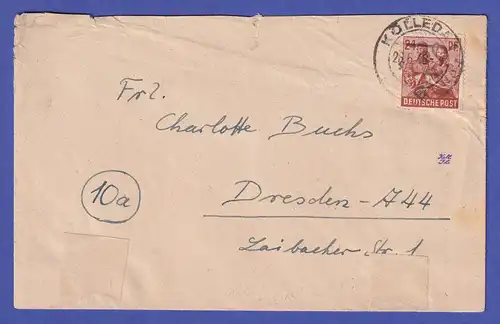 KÖLLEDA
24
DEUTSCHE POST
Frl.
Charlotte Buchs
10a
Dresden-A44
Laibacher Str. 1